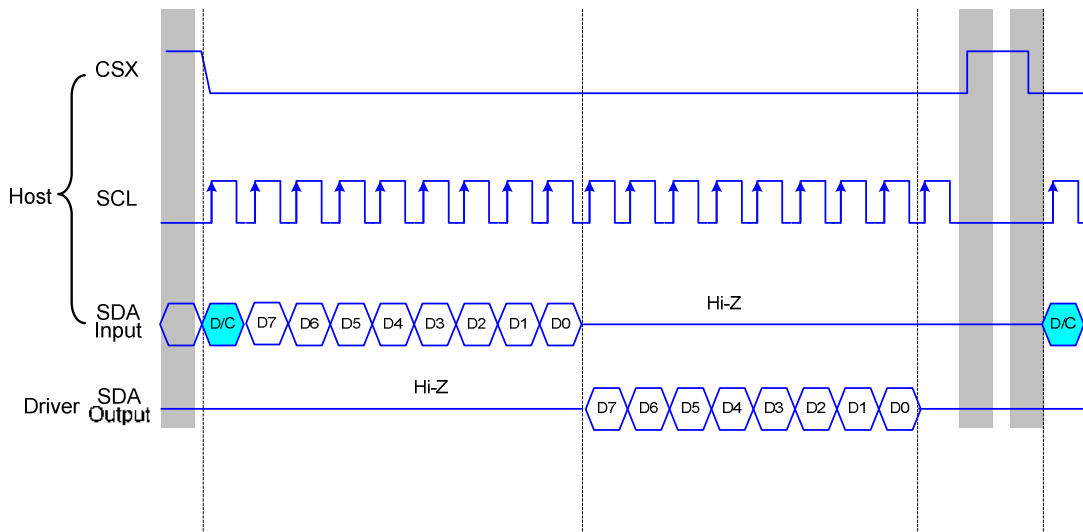 CSX
Host
SCL
SDA
Input
D/C D7 D6 D5 D4 D3 D2 D1 D0
Hi-Z
D/C
Driver
SDA
Output
Hi-Z
D7 D6 D5 D4 D3 D2 D1 D0